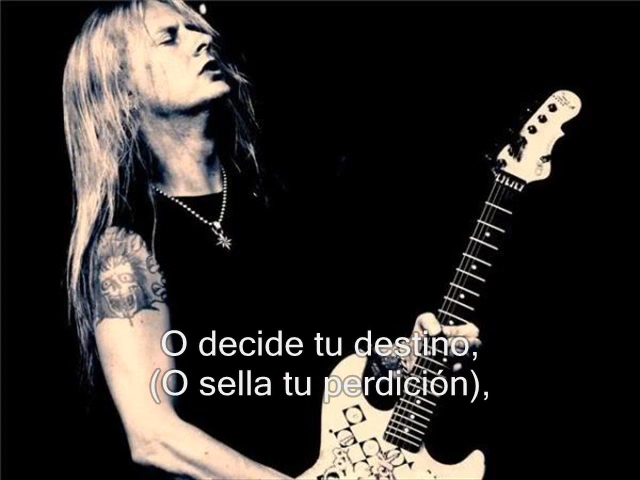 O decide tu destino,
(O sella tu perdición),